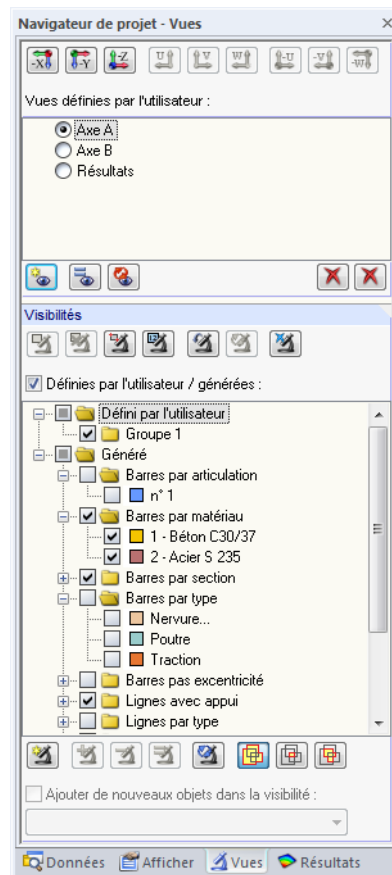 Navigateur de projet - Vues
-X -Y -Z U V W -U -V -W
Vues définies par l'utilisateur :
Axe A
Axe B
Résultats
Visibilités
Définies par l'utilisateur / générées :
Défini par l'utilisateur
Groupe 1
Généré
Barres par articulation
n° 1
Barres par matériau
1 - Béton C30/37
2 - Acier S 235
Barres par section
Barres par type
Nervure...
Poutre
Traction
Barres pas excentricité
Lignes avec appui
Lignes par type
Ajouter de nouveaux objets dans la visibilité :
Données Afficher Vues Résultats